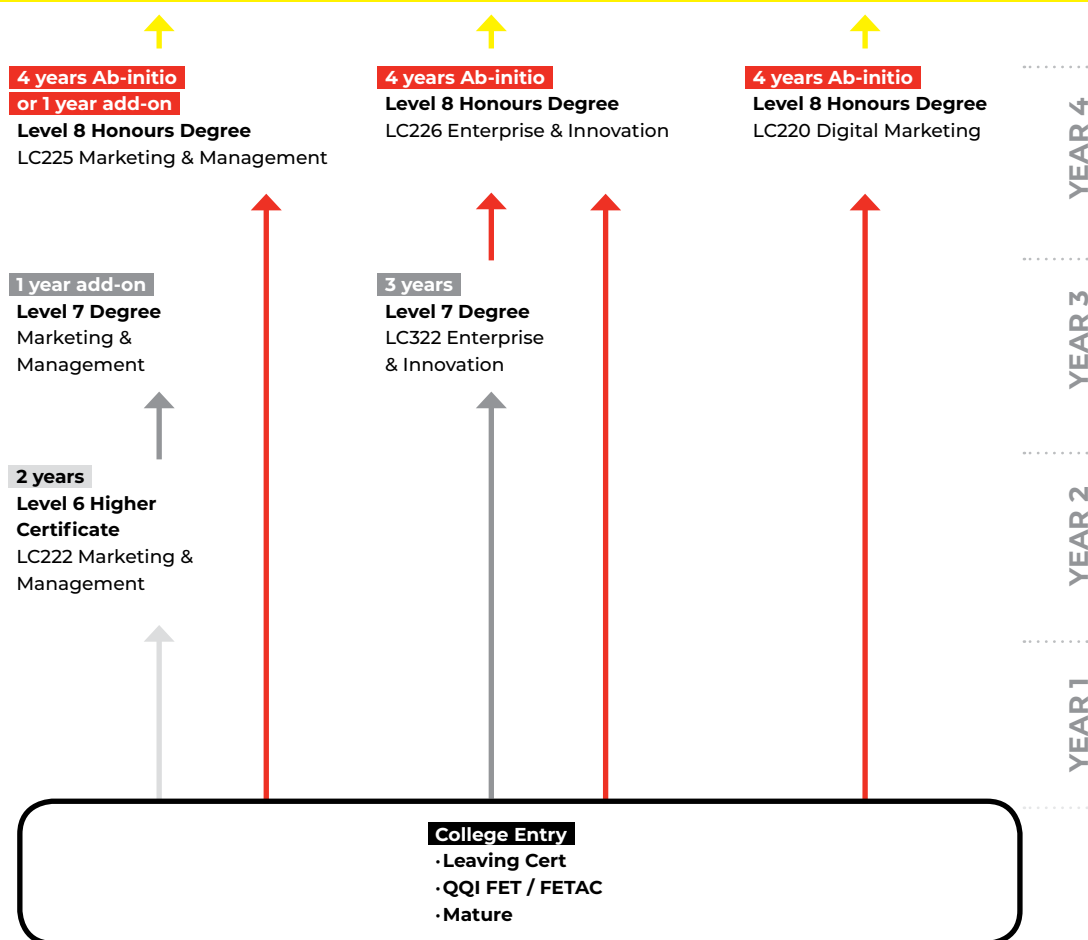 4 years Ab-initio
or 1 year add-on
Level 8 Honours Degree
LC225 Marketing & Management
4 years Ab-initio
Level 8 Honours Degree
LC226 Enterprise & Innovation
4 years Ab-initio
Level 8 Honours Degree
LC220 Digital Marketing
YEAR 4
1 year add-on
Level 7 Degree
Marketing &
Management
3 years
Level 7 Degree
LC322 Enterprise
& Innovation
YEAR 3
2 years
Level 6 Higher
Certificate
LC222 Marketing &
Management
YEAR 2
YEAR 1
College Entry
·Leaving Cert
·QQI FET / FETAC
·Mature